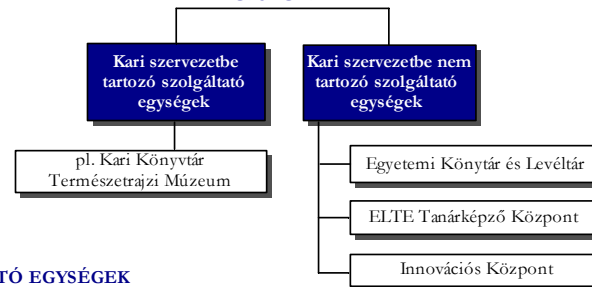 Kari szervezetbe
tartozó szolgáltató
egységek
Kari szervezetbe nem
tartozó szolgáltató
egységek
pl. Kari Könyvtár
Természetrajzi Múzeum
Egyetemi Könytár és Levéltár
ELTE Tanárképző Központ
Innovációs Központ
TÓ EGYSÉGEK